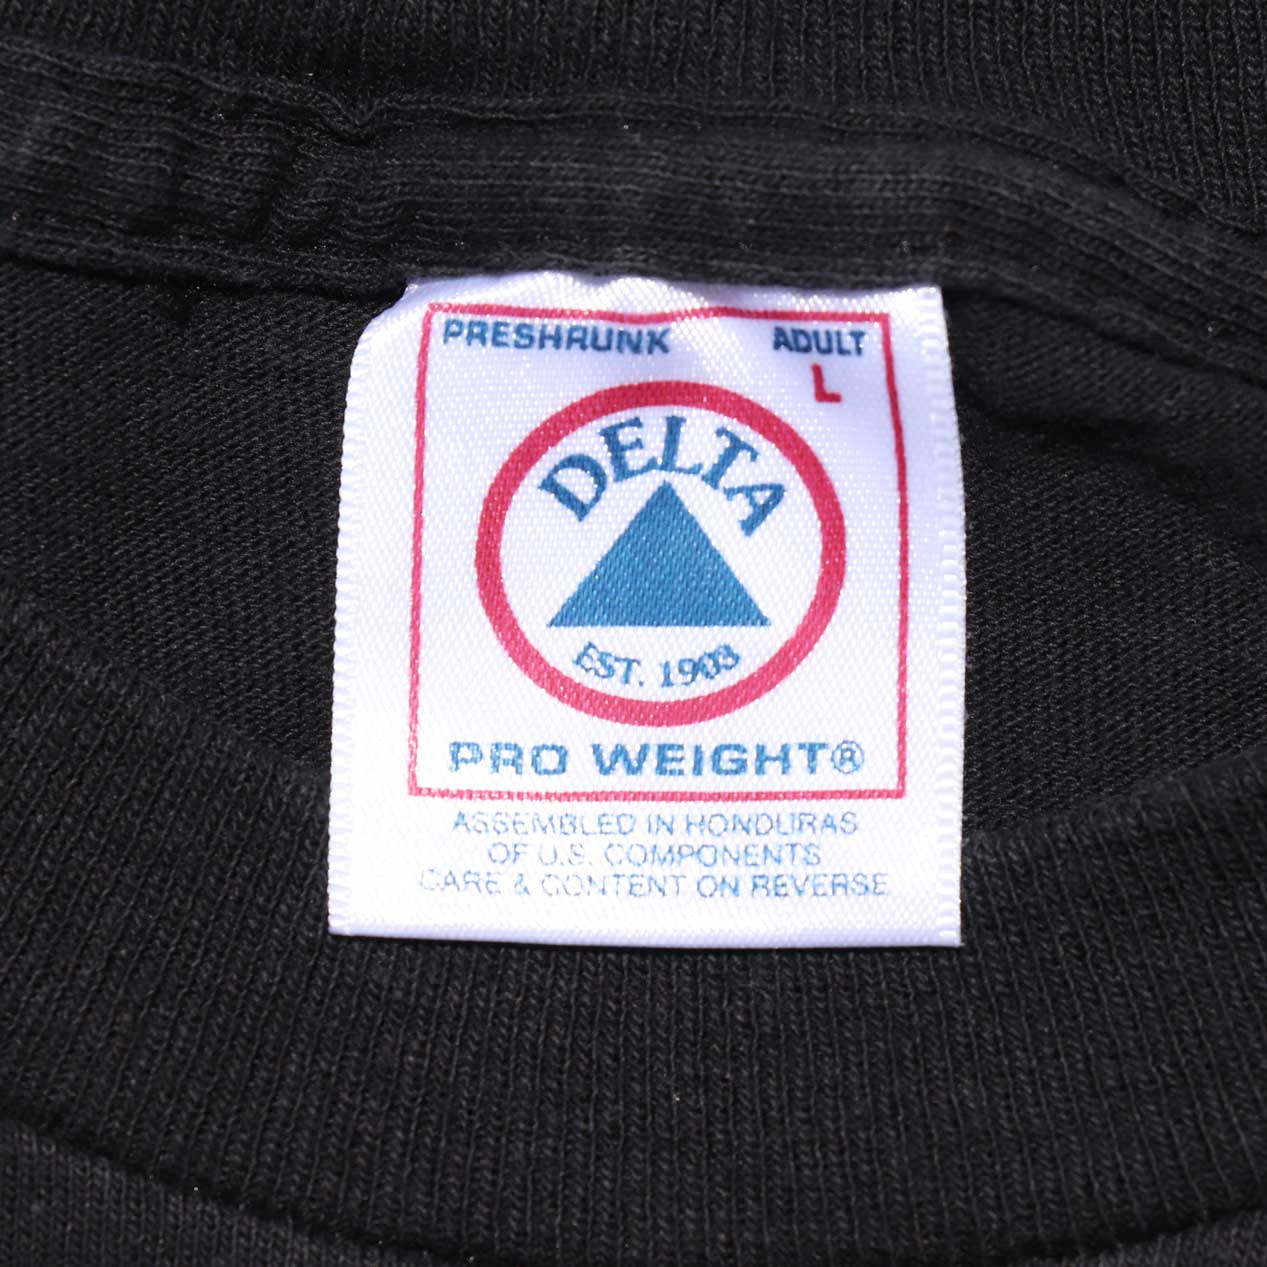 PRESHRUNK ADULT
L
DELTA
EST. 1903
PRO WEIGHT®
ASSEMBLED IN HONDURAS
OF U.S. COMPONENTS
CARE & CONTENT ON REVERSE